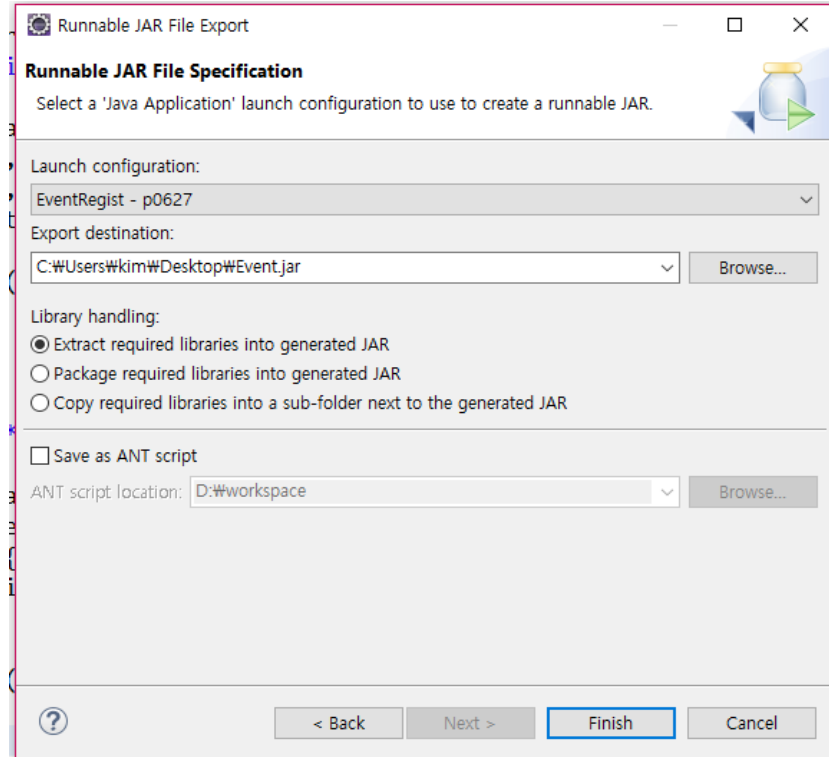 Runnable JAR File Export
Runnable JAR File Specification
Select a 'Java Application' launch configuration to use to create a runnable JAR.
Launch configuration:
EventRegist - p0627
Export destination:
C:₩Users₩kim₩Desktop₩Event.jar
Browse...
Library handling:
Extract required libraries into generated JAR
Package required libraries into generated JAR
Copy required libraries into a sub-folder next to the generated JAR
Save as ANT script
ANT script location:
D:₩workspace
Browse...
?
< Back
Next >
Finish
Cancel